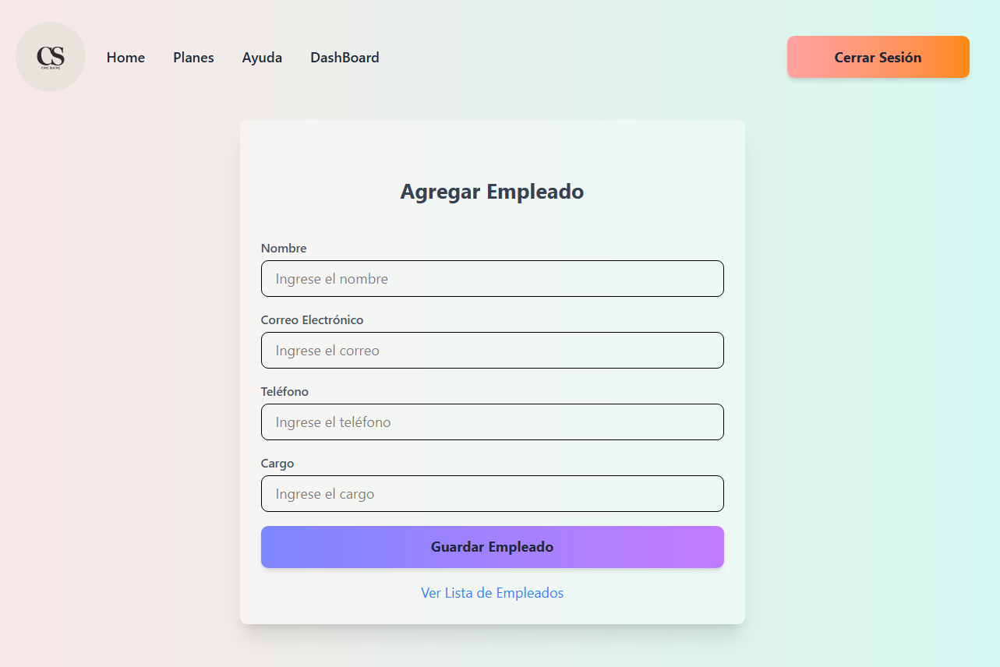 CS
CINE SUCRE
Home
Planes
Ayuda
DashBoard
Cerrar Sesión
Agregar Empleado
Nombre
Ingrese el nombre
Correo Electrónico
Ingrese el correo
Teléfono
Ingrese el teléfono
Cargo
Ingrese el cargo
Guardar Empleado
Ver Lista de Empleados